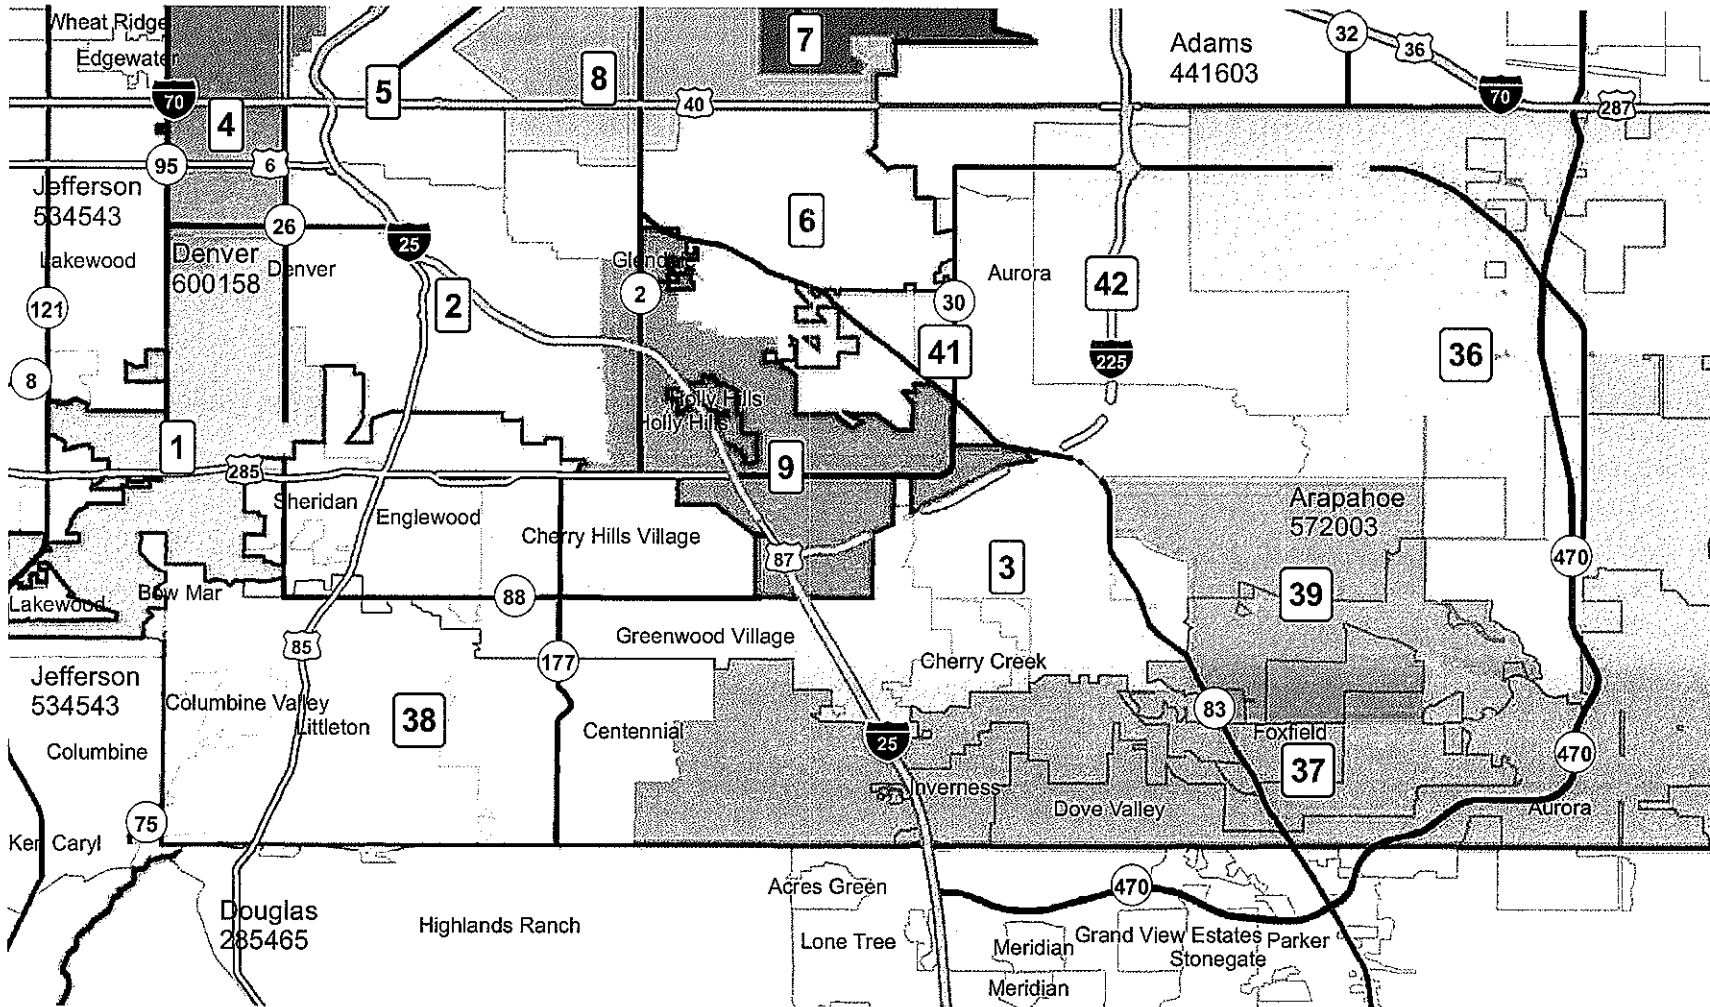 Wheat Ridge
Edgewater
7
32
36
Adams
441603
5
8
70
40
70
287
4
95
6
Jefferson
534543
26
6
25
Denver
600158
Lakewood
Denver
Aurora
42
2
2
30
121
41
225
36
8
Holly Hills
Holly Hills
1
285
9
Sheridan
Englewood
Arapahoe
572003
Cherry Hills Village
87
470
3
Lakewood
Bow Mar
88
39
85
Greenwood Village
177
Cherry Creek
Jefferson
534543
Columbine Valley
Littleton
38
83
Centennial
25
Foxfield
Columbine
470
37
Inverness
Dove Valley
Aurora
75
Ken Caryl
Acres Green
470
Douglas
285465
Highlands Ranch
Lone Tree
Meridian
Grand View Estates
Parker
Stonegate
Meridian